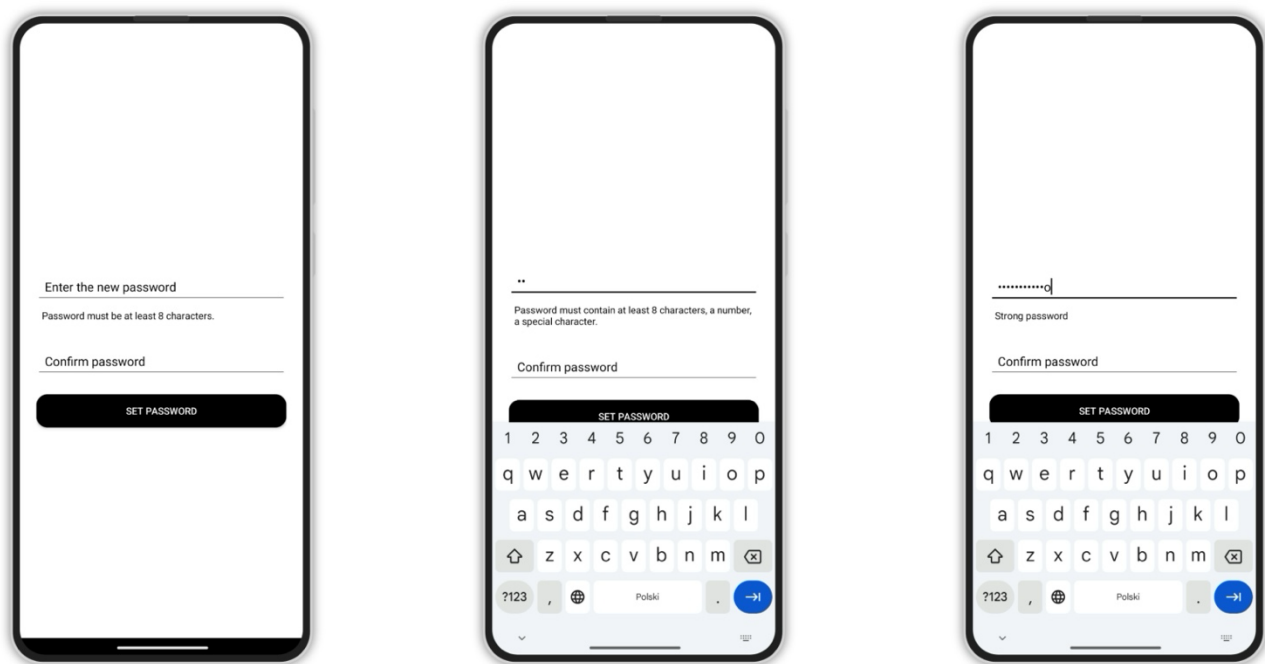 Enter the new password
Password must be at least 8 characters.
Confirm password
SET PASSWORD
••
Password must contain at least 8 characters, a number,
a special character.
Confirm password
SET PASSWORD
1 2 3 4 5 6 7 8 9 0
q w e r t y u i o p
a s d f g h j k l
z x c v b n m
?123 , Polski .
•••••••••••o
Strong password
Confirm password
SET PASSWORD
1 2 3 4 5 6 7 8 9 0
q w e r t y u i o p
a s d f g h j k l
z x c v b n m
?123 , Polski .